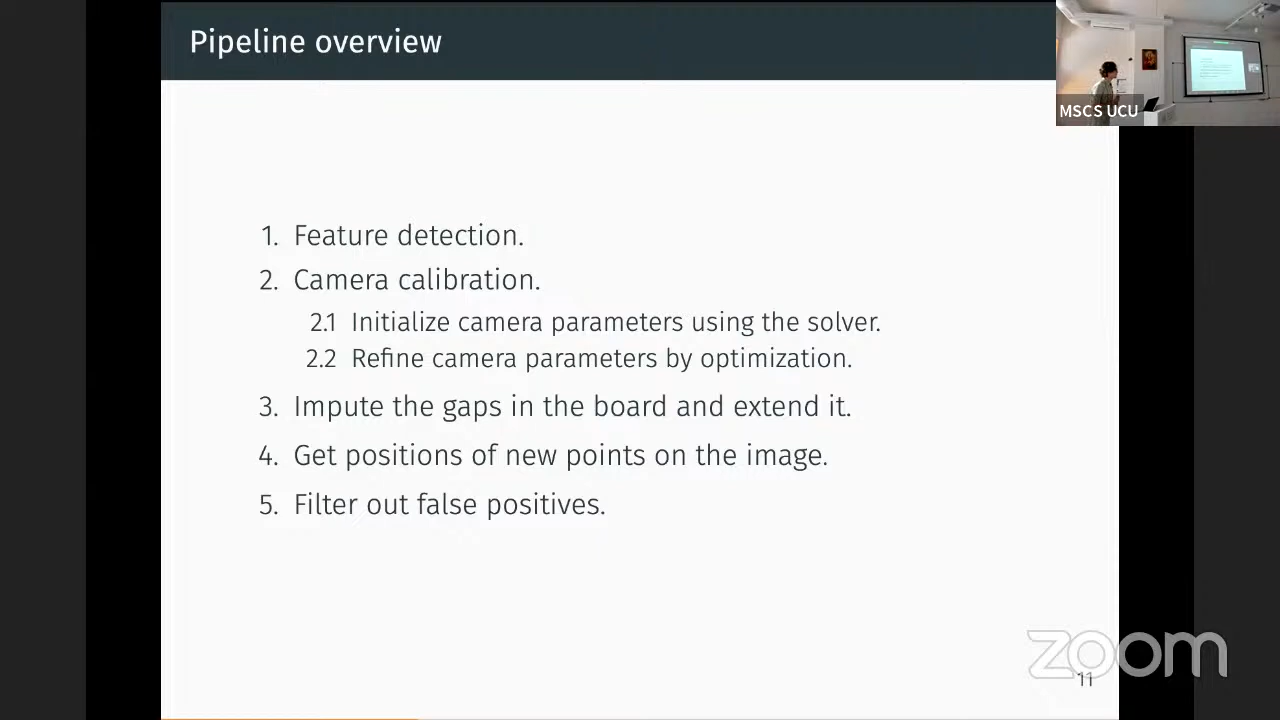 Pipeline overview
MSCS UCU
1. Feature detection.
2. Camera calibration.
2.1 Initialize camera parameters using the solver.
2.2 Refine camera parameters by optimization.
3. Impute the gaps in the board and extend it.
4. Get positions of new points on the image.
5. Filter out false positives.
zoom
11